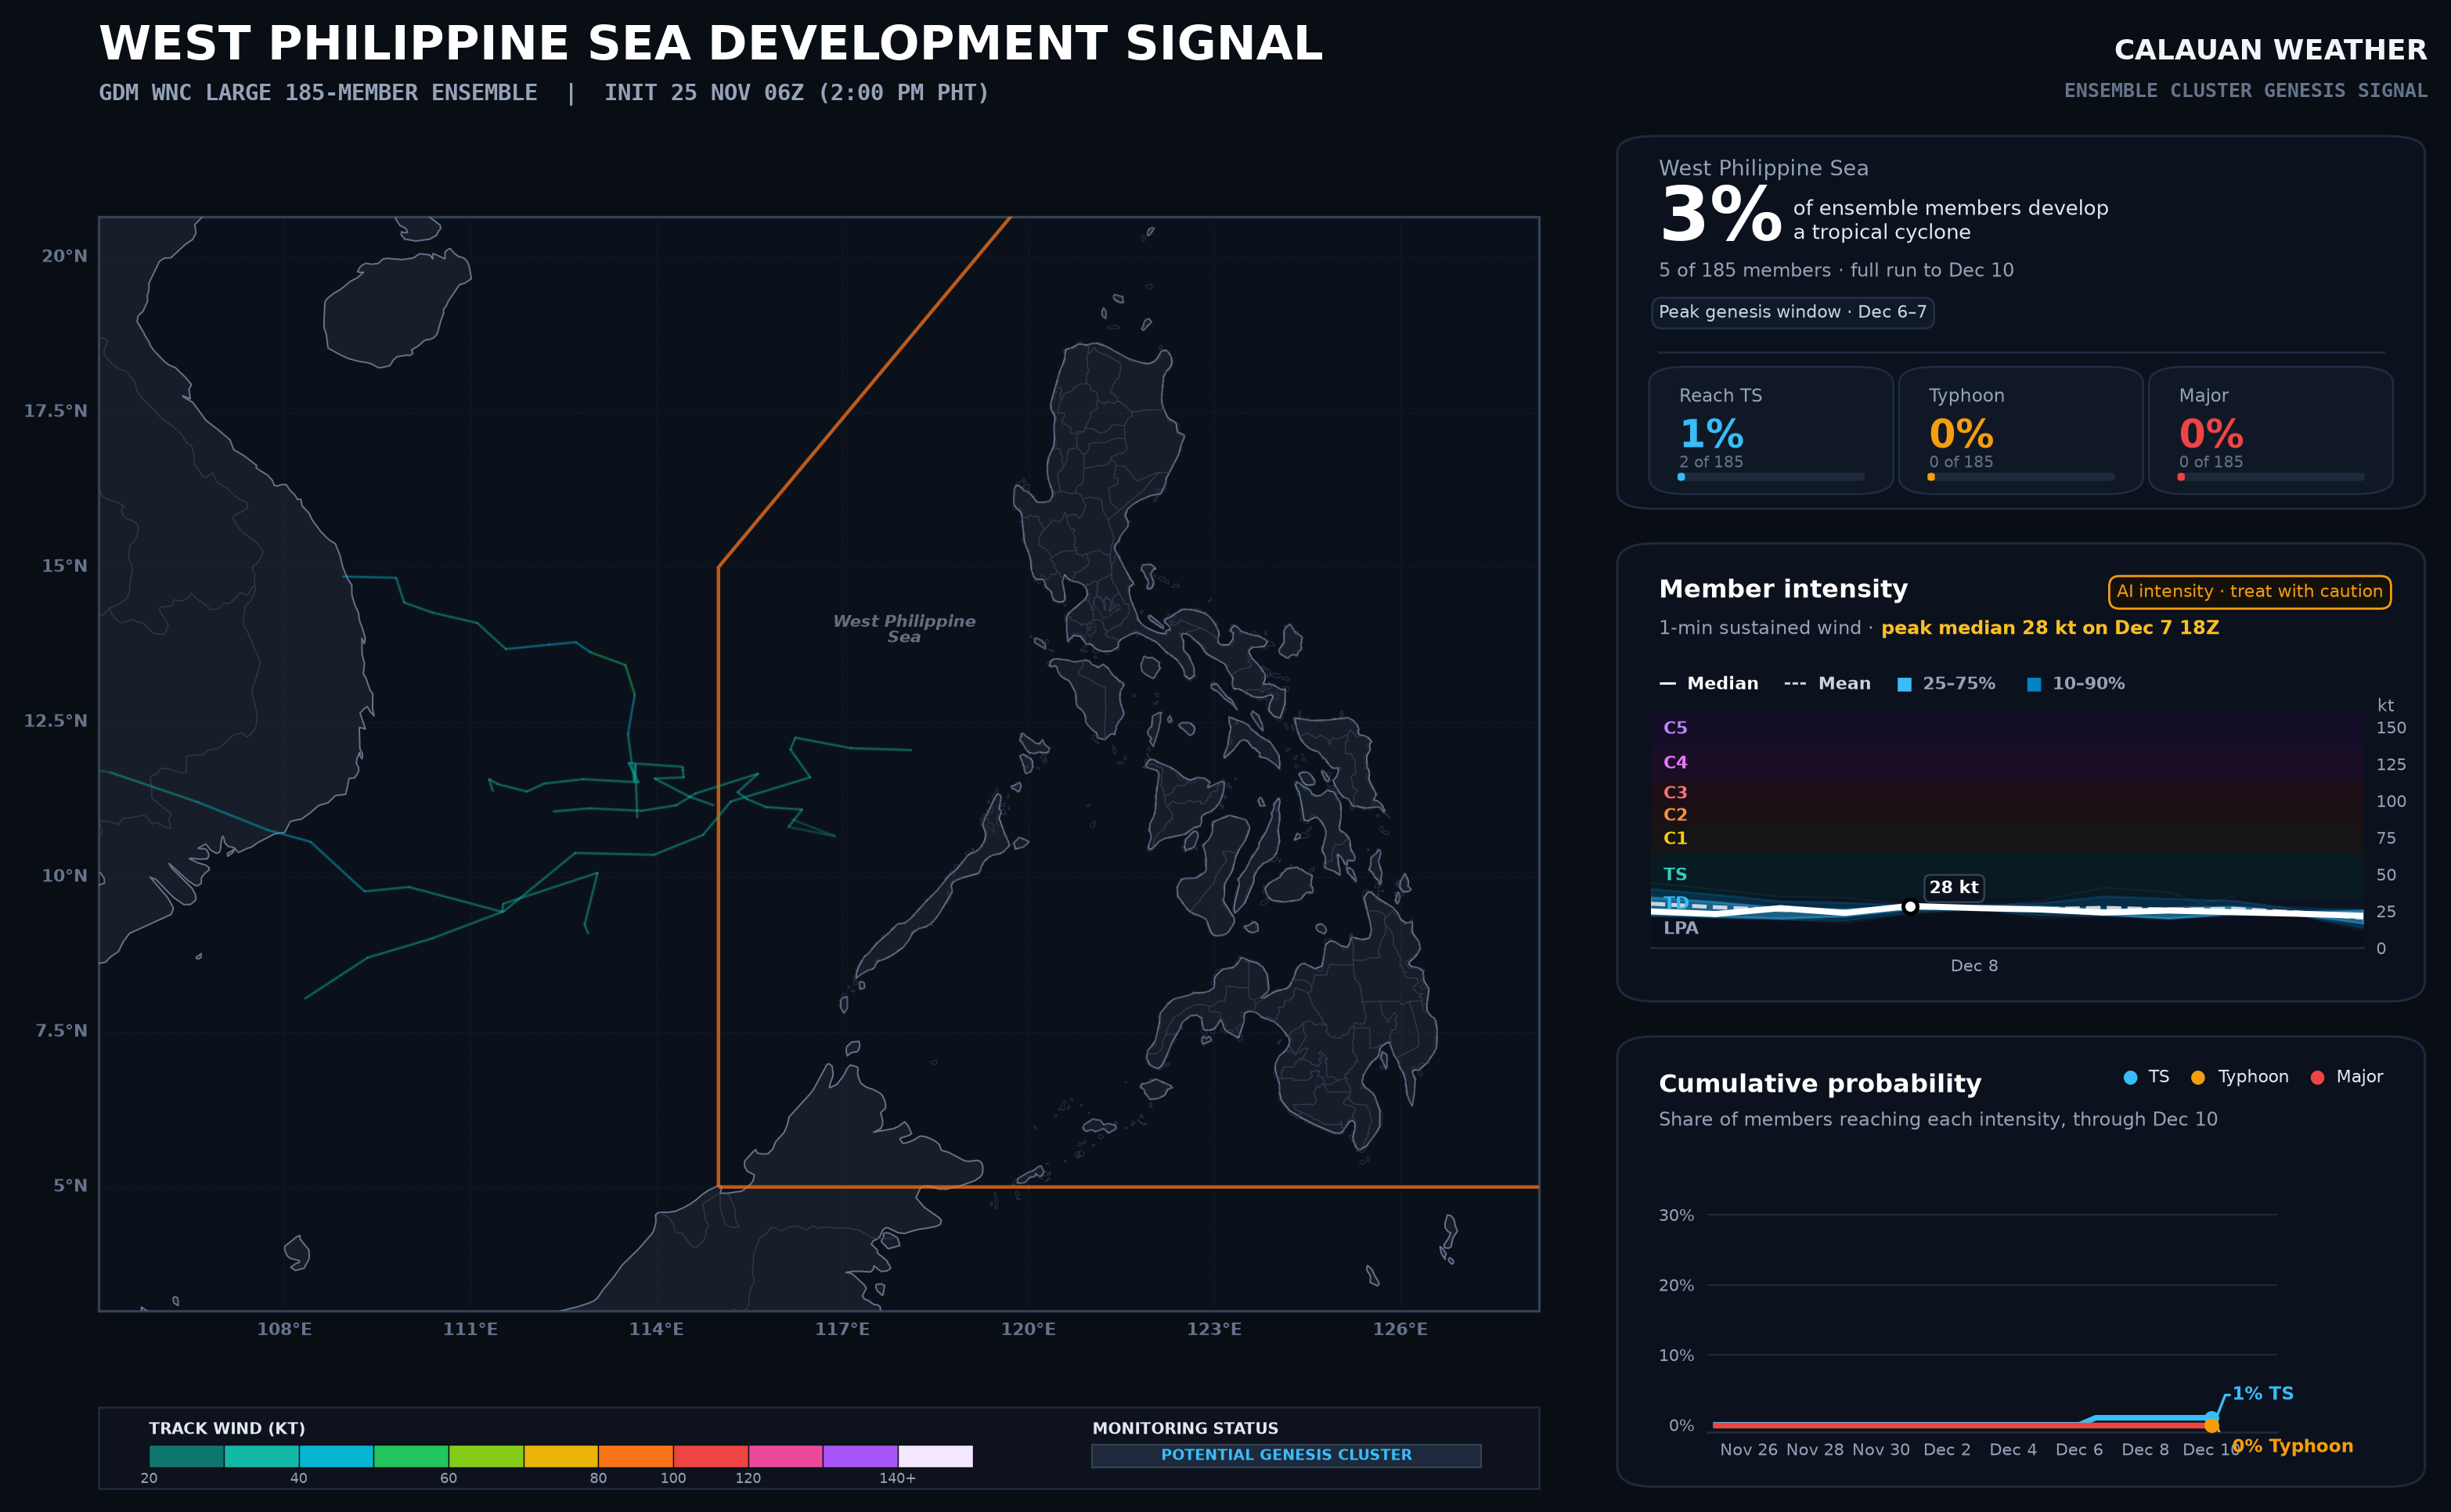 WEST PHILIPPINE SEA DEVELOPMENT SIGNAL
GDM WNC LARGE 185-MEMBER ENSEMBLE | INIT 25 NOV 06Z (2:00 PM PHT)
CALAUAN WEATHER
ENSEMBLE CLUSTER GENESIS SIGNAL
20°N
17.5°N
15°N
12.5°N
10°N
7.5°N
5°N
West Philippine
Sea
108°E 111°E 114°E 117°E 120°E 123°E 126°E
TRACK WIND (KT)
20 40 60 80 100 120 140+
MONITORING STATUS
POTENTIAL GENESIS CLUSTER
West Philippine Sea
3% of ensemble members develop
a tropical cyclone
5 of 185 members · full run to Dec 10
Peak genesis window · Dec 6–7
Reach TS
1%
2 of 185
Typhoon
0%
0 of 185
Major
0%
0 of 185
Member intensity
AI intensity · treat with caution
1-min sustained wind · peak median 28 kt on Dec 7 18Z
Median Mean 25–75% 10–90%
kt
C5 150
C4 125
C3 100
C2
C1 75
TS 50
28 kt
TD 25
LPA
0
Dec 8
Cumulative probability
TS Typhoon Major
Share of members reaching each intensity, through Dec 10
30%
20%
10%
0%
1% TS
0% Typhoon
Nov 26 Nov 28 Nov 30 Dec 2 Dec 4 Dec 6 Dec 8 Dec 10